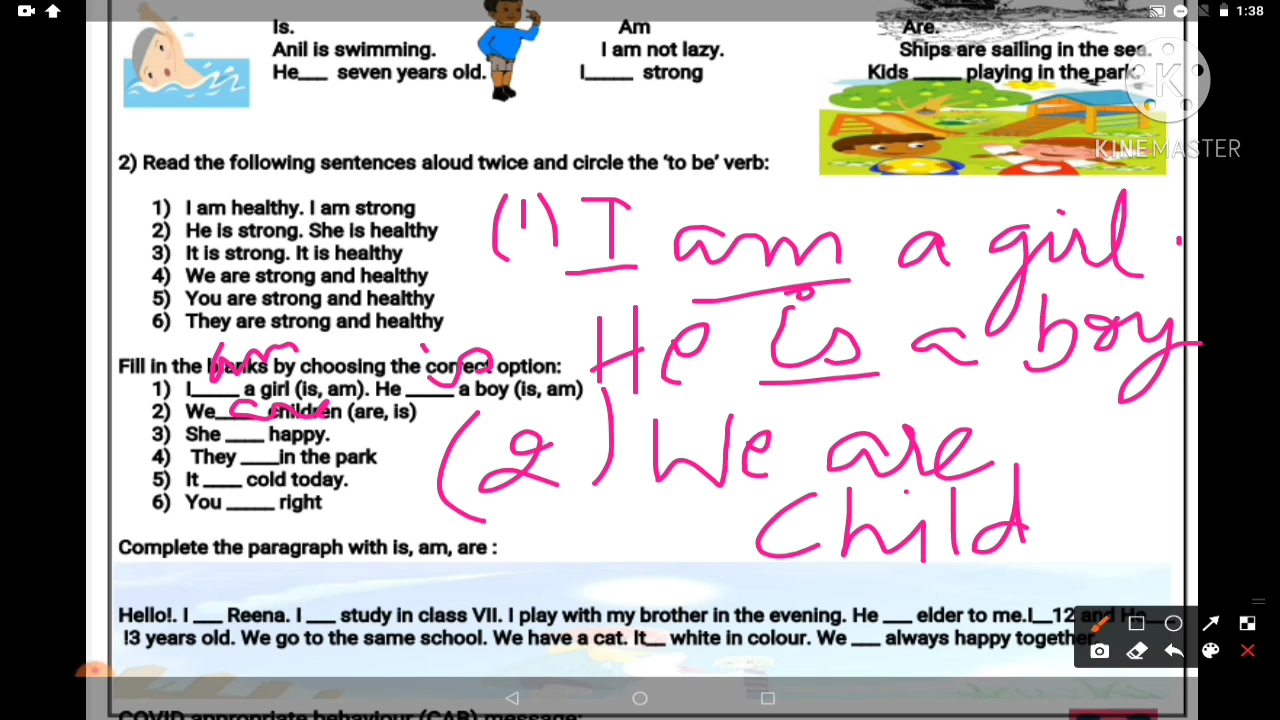 1:38
Is.
Am
Are.
Anil is swimming.
I am not lazy.
Ships are sailing in the sea.
He___ seven years old.
I_____ strong
Kids _____ playing in the park.
K
KINEMASTER
2) Read the following sentences aloud twice and circle the ‘to be’ verb:
1) I am healthy. I am strong
2) He is strong. She is healthy
3) It is strong. It is healthy
4) We are strong and healthy
5) You are strong and healthy
6) They are strong and healthy
(1) I am a girl.
He is a boy
am is
Fill in the blanks by choosing the correct option:
1) I_____ a girl (is, am). He _____ a boy (is, am)
are
2) We____ children (are, is)
3) She ____ happy.
4) They ____in the park
5) It ____ cold today.
6) You _____ right
(2) We are
Child
Complete the paragraph with is, am, are :
Hello!. I ___ Reena. I ___ study in class VII. I play with my brother in the evening. He ___ elder to me.I__12 and He___
!3 years old. We go to the same school. We have a cat. It__ white in colour. We ___ always happy together
COVID appropriate behaviour (CAB) message: